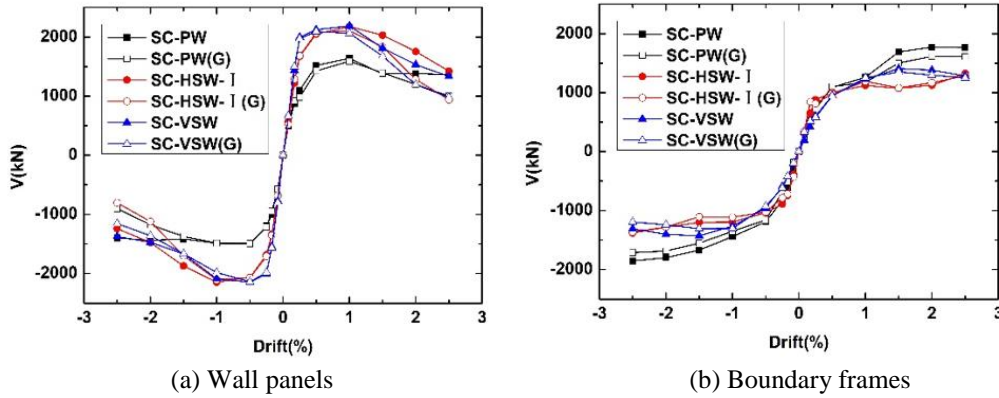 V(kN)
2000
1000
0
-1000
-2000
SC-PW
SC-PW(G)
SC-HSW-Ⅰ
SC-HSW-Ⅰ(G)
SC-VSW
SC-VSW(G)
-3 -2 -1 0 1 2 3
Drift(%)
(a) Wall panels
V(kN)
2000
1000
0
-1000
-2000
SC-PW
SC-PW(G)
SC-HSW-Ⅰ
SC-HSW-Ⅰ(G)
SC-VSW
SC-VSW(G)
-3 -2 -1 0 1 2 3
Drift(%)
(b) Boundary frames